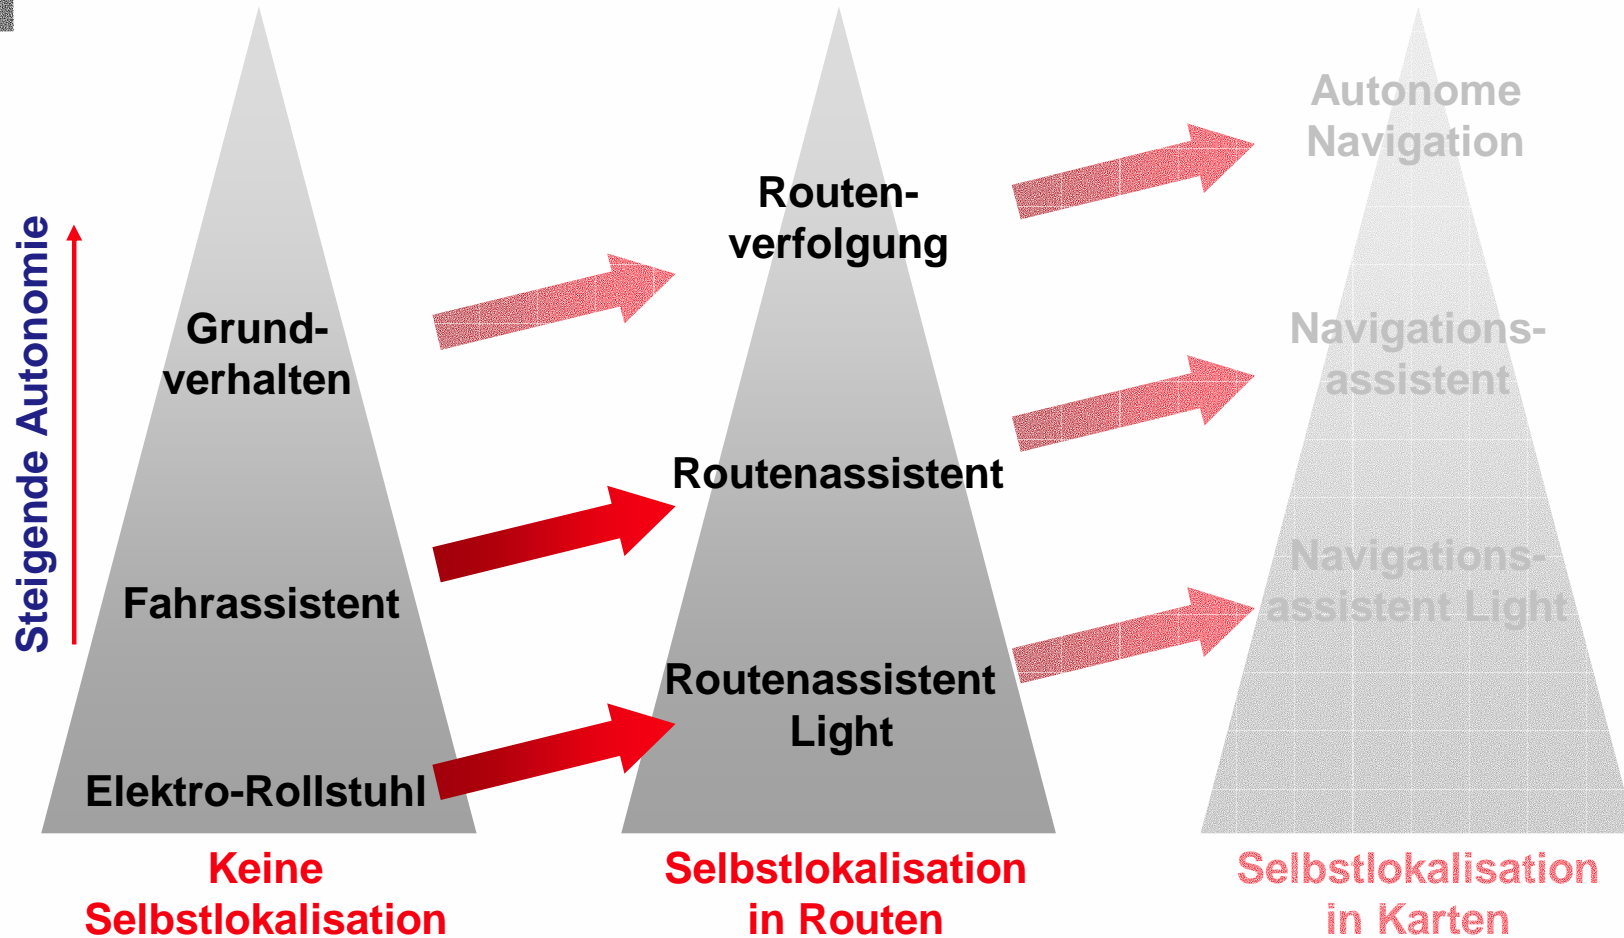 Steigende Autonomie
Grund-
verhalten
Fahrassistent
Elektro-Rollstuhl
Keine
Selbstlokalisation
Routen-
verfolgung
Routenassistent
Routenassistent
Light
Selbstlokalisation
in Routen
Autonome
Navigation
Navigations-
assistent
Navigations-
assistent Light
Selbstlokalisation
in Karten